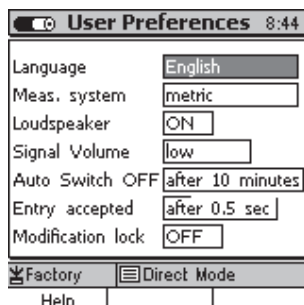 User Preferences 8:44
Language English
Meas. system metric
Loudspeaker ON
Signal Volume low
Auto Switch OFF after 10 minutes
Entry accepted after 0.5 sec
Modification lock OFF
Factory Direct Mode
Help